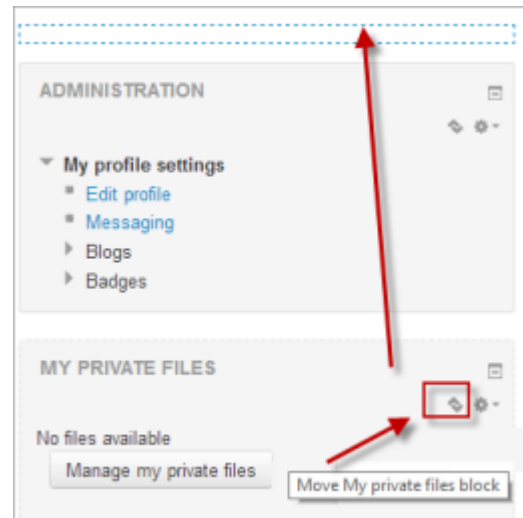 ADMINISTRATION
My profile settings
Edit profile
Messaging
Blogs
Badges
MY PRIVATE FILES
No files available
Manage my private files
Move My private files block